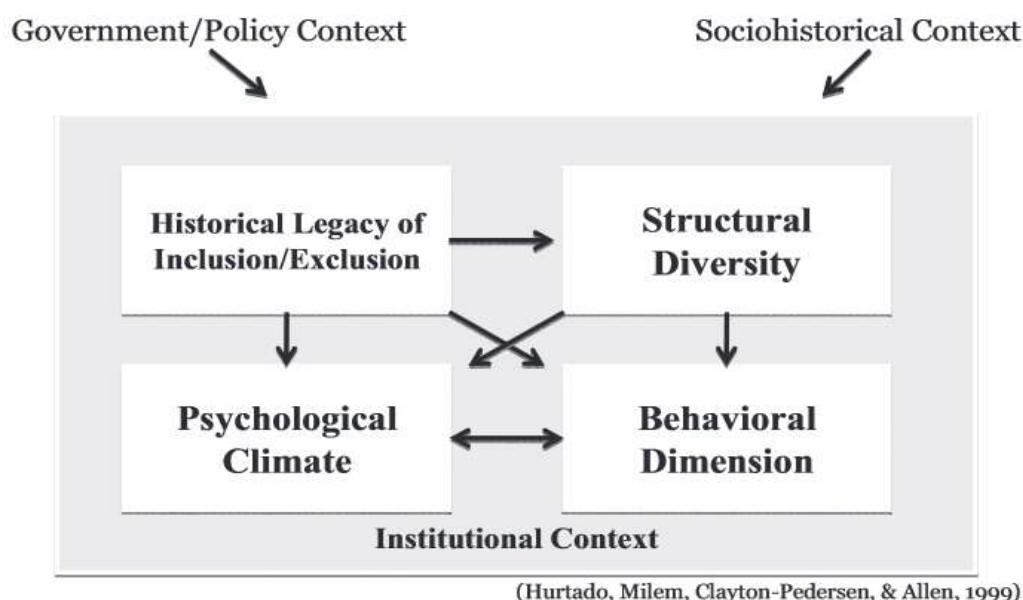 Government/Policy Context
Sociohistorical Context
Historical Legacy of
Inclusion/Exclusion
Structural
Diversity
Psychological
Climate
Behavioral
Dimension
Institutional Context
(Hurtado, Milem, Clayton-Pedersen, & Allen, 1999)